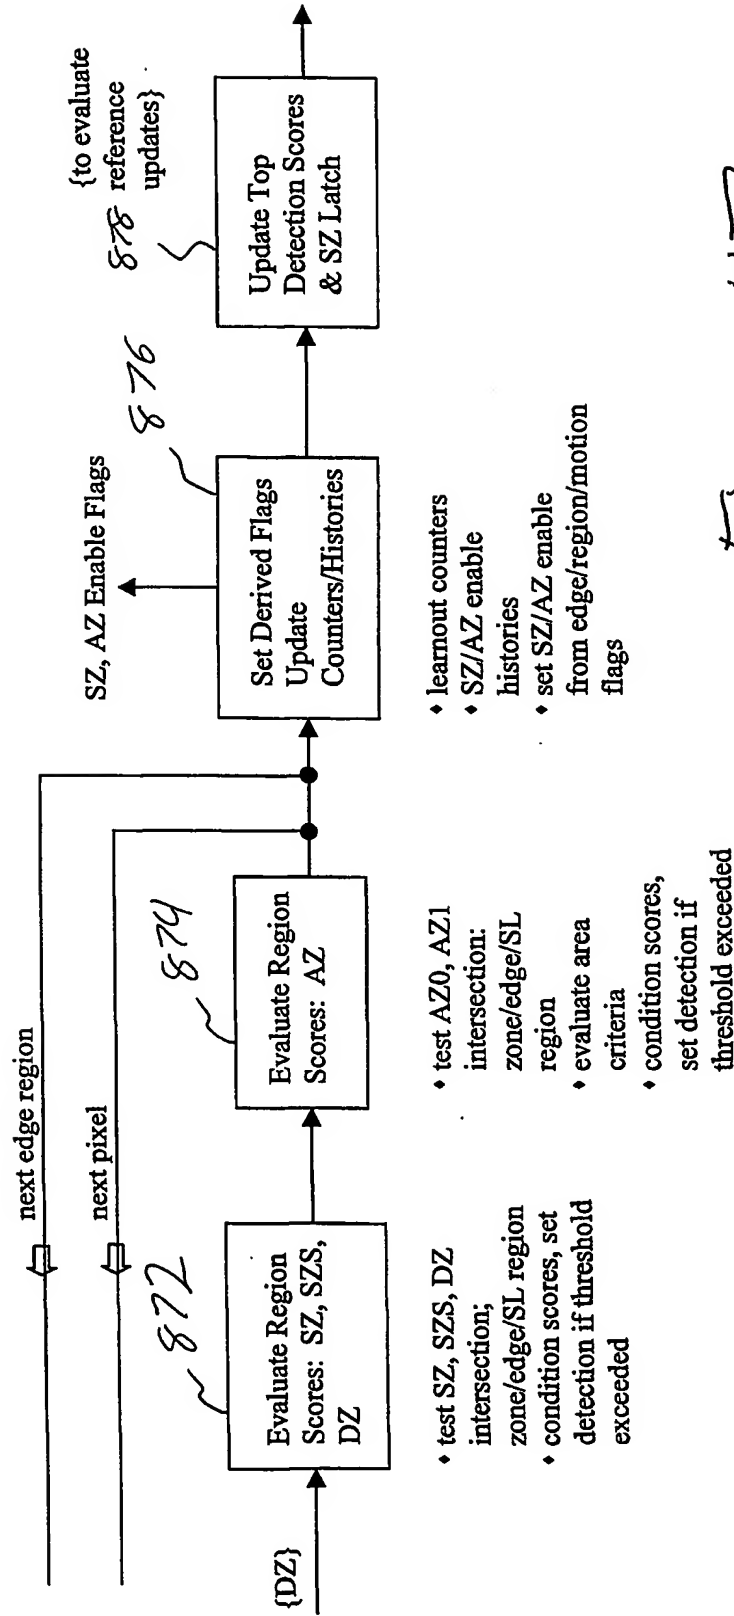 next edge region
next pixel
{DZ}
872
Evaluate Region
Scores: SZ, SZS,
DZ
♦ test SZ, SZS, DZ
intersection;
zone/edge/SL region
♦ condition scores, set
detection if threshold
exceeded
874
Evaluate Region
Scores: AZ
♦ test AZ0, AZ1
intersection:
zone/edge/SL
region
♦ evaluate area
criteria
♦ condition scores,
set detection if
threshold exceeded
SZ, AZ Enable Flags
876
Set Derived Flags
Update
Counters/Histories
♦ learnout counters
♦ SZ/AZ enable
histories
♦ set SZ/AZ enable
from edge/region/motion
flags
{to evaluate
reference
updates}
878
Update Top
Detection Scores
& SZ Latch